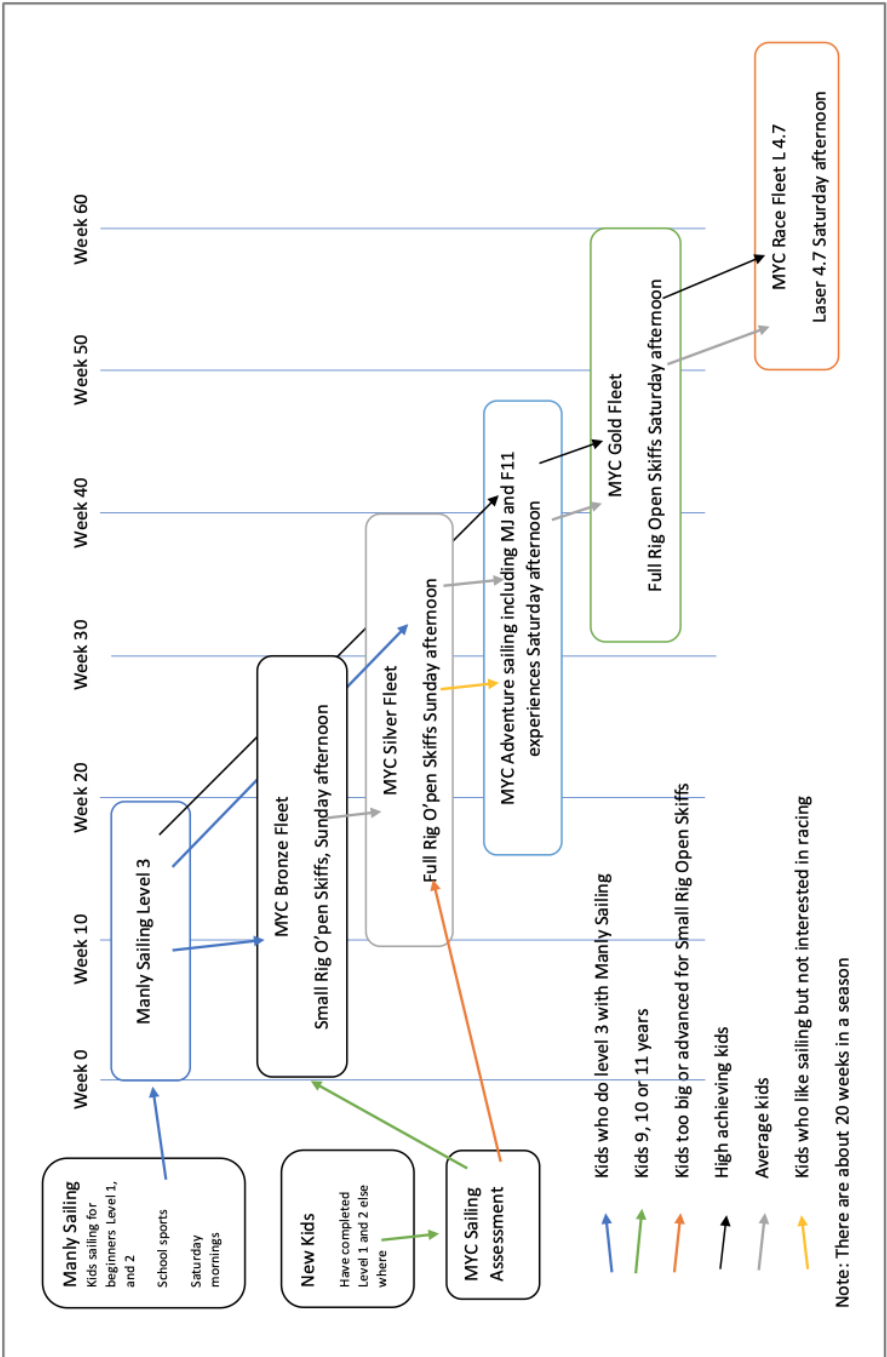 Week 0
Week 10
Week 20
Week 30
Week 40
Week 50
Week 60
Manly Sailing
Kids sailing for
beginners Level 1,
and 2
School sports
Saturday
mornings
Manly Sailing Level 3
New Kids
Have completed
Level 1 and 2 else
where
MYC Bronze Fleet
Small Rig O'pen Skiffs, Sunday afternoon
MYC Sailing
Assessment
MYC Silver Fleet
Full Rig O'pen Skiffs Sunday afternoon
MYC Adventure sailing including MJ and F11
experiences Saturday afternoon
MYC Gold Fleet
Full Rig Open Skiffs Saturday afternoon
MYC Race Fleet L 4.7
Laser 4.7 Saturday afternoon
Kids who do level 3 with Manly Sailing
Kids 9, 10 or 11 years
Kids too big or advanced for Small Rig Open Skiffs
High achieving kids
Average kids
Kids who like sailing but not interested in racing
Note: There are about 20 weeks in a season